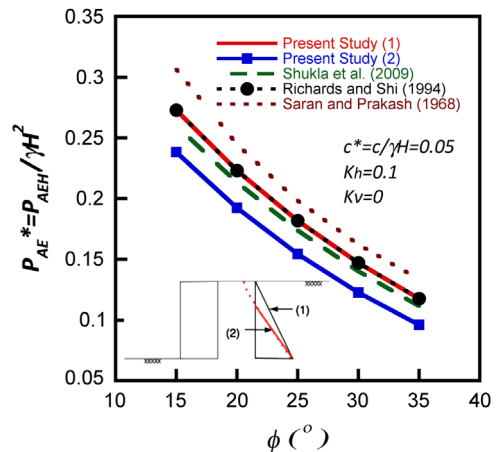 Present Study (1)
Present Study (2)
Shukla et al. (2009)
Richards and Shi (1994)
Saran and Prakash (1968)
c*=c/γH=0.05
Kh=0.1
Kv=0
0.35
0.3
0.25
0.2
0.15
0.1
0.05
P_AE*=P_AEH/γH²
(1)
(2)
xxxxx
xxxxx
10 15 20 25 30 35 40
ϕ (°)